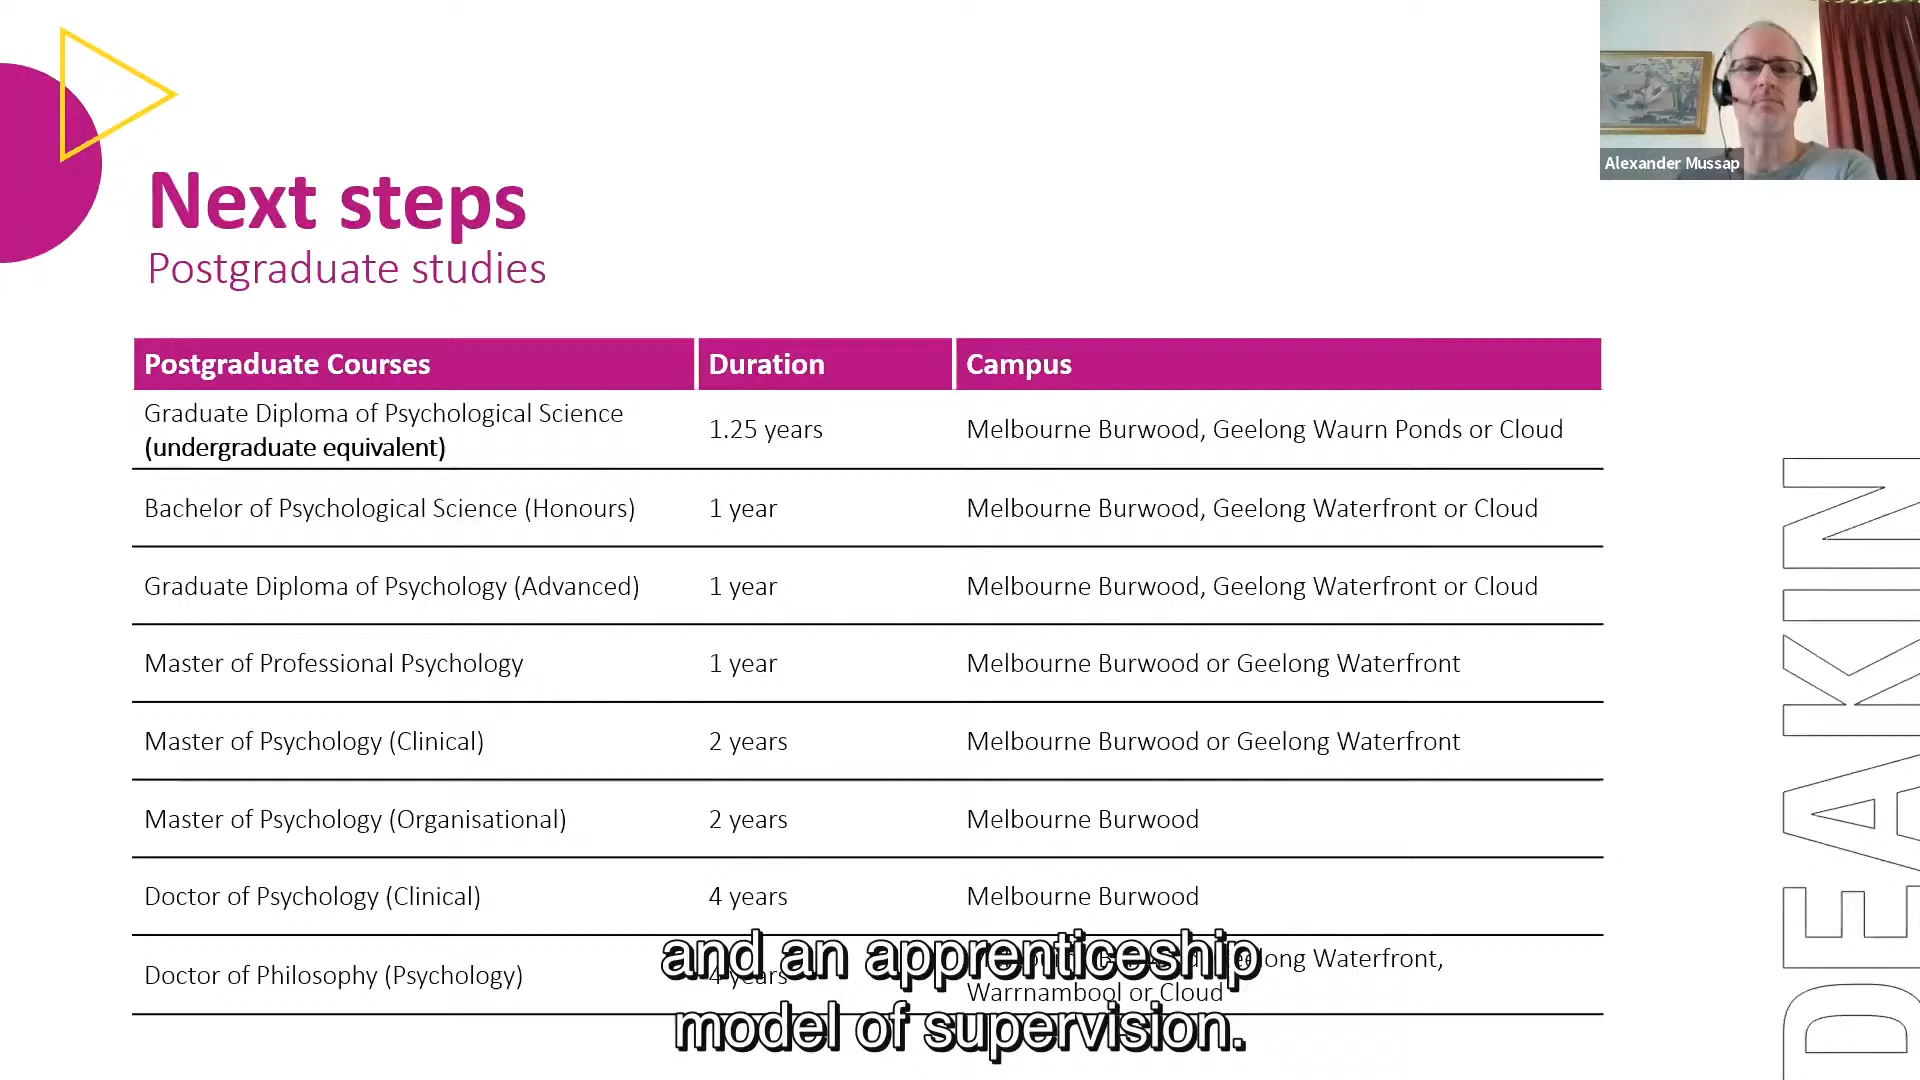 Alexander Mussap
Next steps
Postgraduate studies
Postgraduate Courses Duration Campus
Graduate Diploma of Psychological Science
(undergraduate equivalent)
1.25 years
Melbourne Burwood, Geelong Waurn Ponds or Cloud
Bachelor of Psychological Science (Honours) 1 year Melbourne Burwood, Geelong Waterfront or Cloud
Graduate Diploma of Psychology (Advanced) 1 year Melbourne Burwood, Geelong Waterfront or Cloud
Master of Professional Psychology 1 year Melbourne Burwood or Geelong Waterfront
Master of Psychology (Clinical) 2 years Melbourne Burwood or Geelong Waterfront
Master of Psychology (Organisational) 2 years Melbourne Burwood
Doctor of Psychology (Clinical) 4 years Melbourne Burwood
Doctor of Philosophy (Psychology) 4 years
Geelong Waterfront,
Warrnambool or Cloud
and an apprenticeship
model of supervision.
DEAKIN